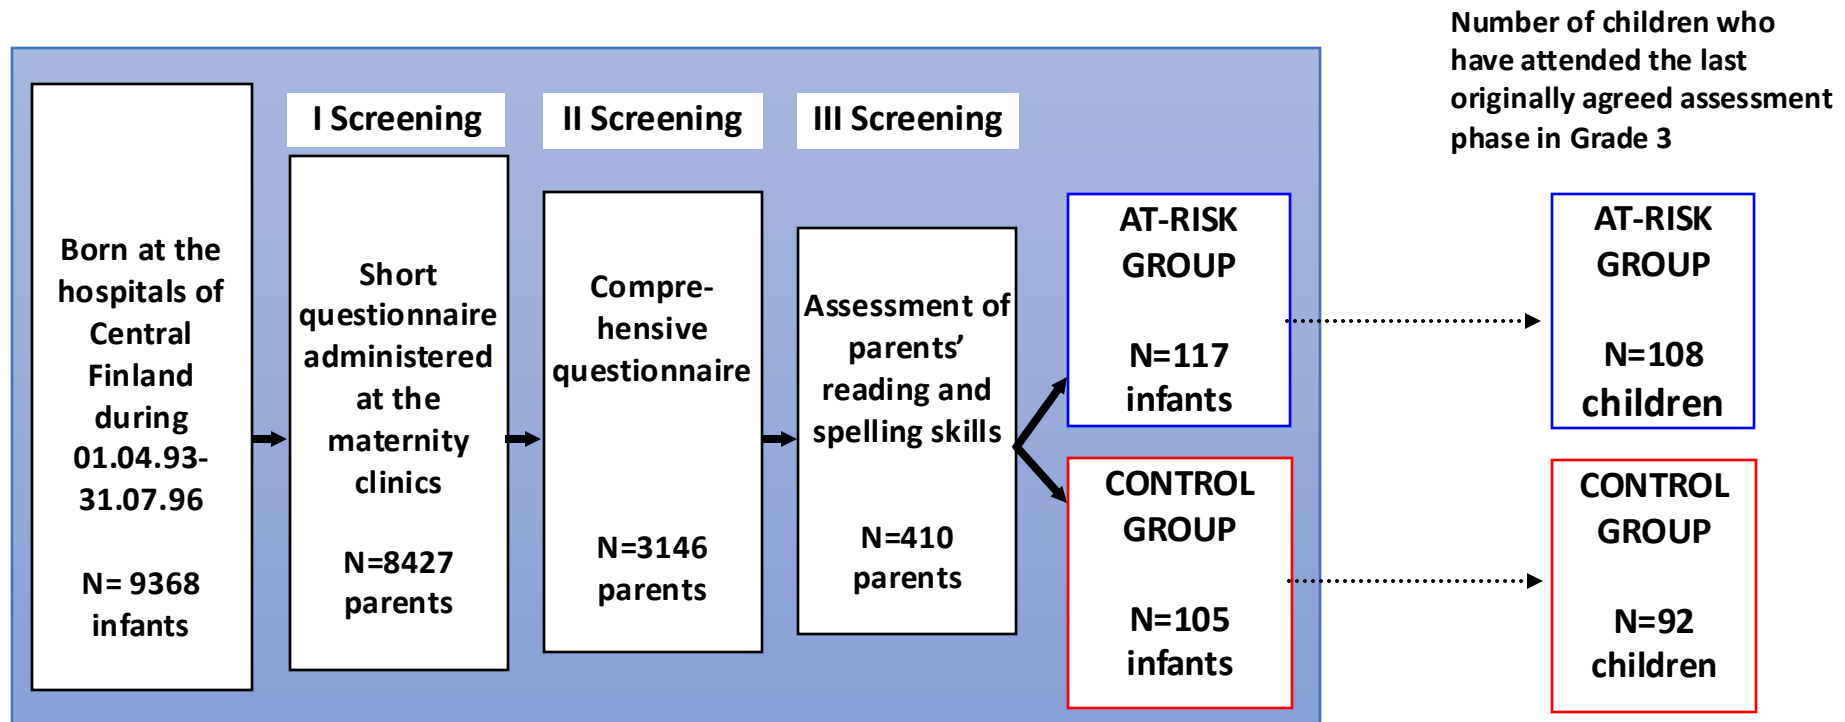 Number of children who
have attended the last
originally agreed assessment
phase in Grade 3
Born at the
hospitals of
Central
Finland
during
01.04.93-
31.07.96
N= 9368
infants
I Screening
Short
questionnaire
administered
at the
maternity
clinics
N=8427
parents
II Screening
Compre-
hensive
questionnaire
N=3146
parents
III Screening
Assessment of
parents’
reading and
spelling skills
N=410
parents
AT-RISK
GROUP
N=117
infants
CONTROL
GROUP
N=105
infants
AT-RISK
GROUP
N=108
children
CONTROL
GROUP
N=92
children